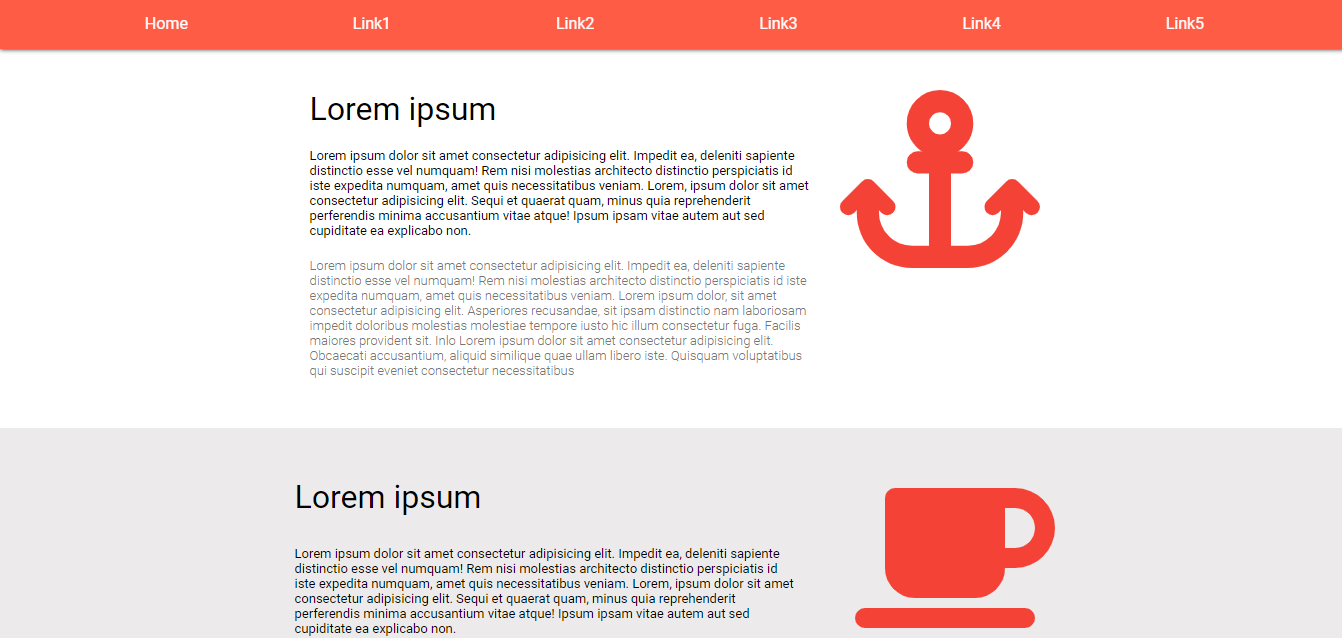 Home Link1 Link2 Link3 Link4 Link5
Lorem ipsum
Lorem ipsum dolor sit amet consectetur adipisicing elit. Impedit ea, deleniti sapiente
distinctio esse vel numquam! Rem nisi molestias architecto distinctio perspiciatis id
iste expedita numquam, amet quis necessitatibus veniam. Lorem, ipsum dolor sit amet
consectetur adipisicing elit. Sequi et quaerat quam, minus quia reprehenderit
perferendis minima accusantium vitae atque! Ipsum ipsam vitae autem aut sed
cupiditate ea explicabo non.
Lorem ipsum dolor sit amet consectetur adipisicing elit. Impedit ea, deleniti sapiente
distinctio esse vel numquam! Rem nisi molestias architecto distinctio perspiciatis id iste
expedita numquam, amet quis necessitatibus veniam. Lorem ipsum dolor, sit amet
consectetur adipisicing elit. Asperiores recusandae, sit ipsam distinctio nam laboriosam
impedit doloribus molestias molestiae tempore iusto hic illum consectetur fuga. Facilis
maiores provident sit. Inlo Lorem ipsum dolor sit amet consectetur adipisicing elit.
Obcaecati accusantium, aliquid similique quae ullam libero iste. Quisquam voluptatibus
qui suscipit eveniet consectetur necessitatibus
Lorem ipsum
Lorem ipsum dolor sit amet consectetur adipisicing elit. Impedit ea, deleniti sapiente
distinctio esse vel numquam! Rem nisi molestias architecto distinctio perspiciatis id
iste expedita numquam, amet quis necessitatibus veniam. Lorem, ipsum dolor sit amet
consectetur adipisicing elit. Sequi et quaerat quam, minus quia reprehenderit
perferendis minima accusantium vitae atque! Ipsum ipsam vitae autem aut sed
cupiditate ea explicabo non.